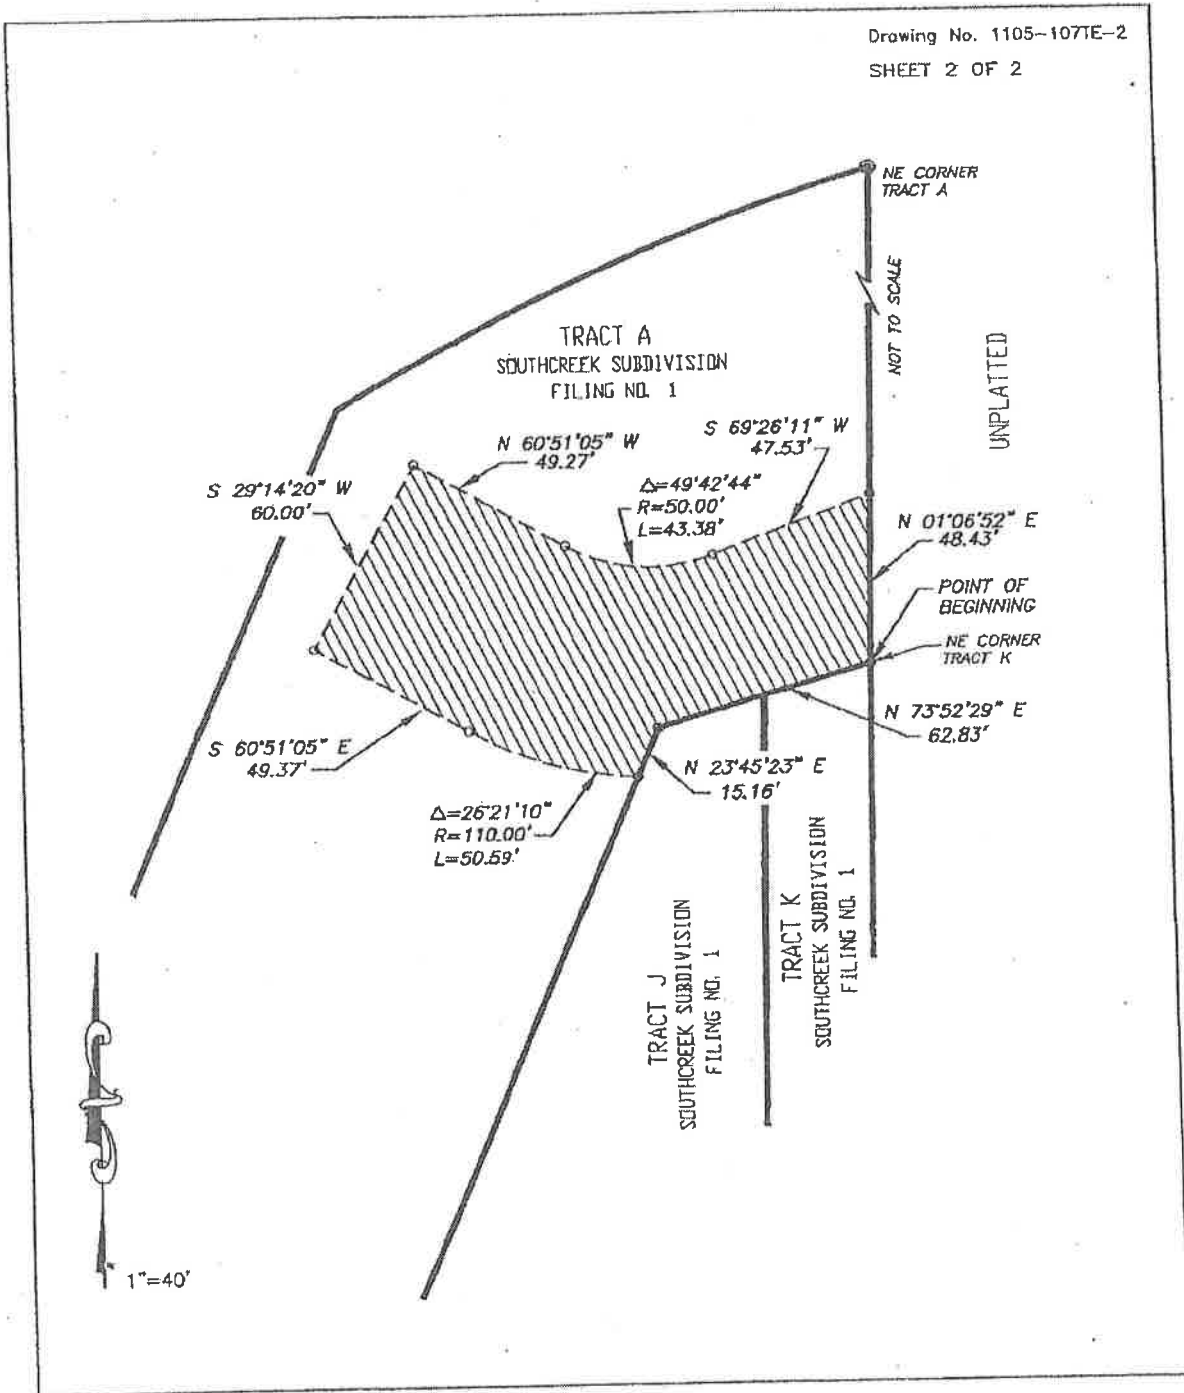 Drawing No. 1105-107TE-2
SHEET 2 OF 2
NE CORNER
TRACT A
NOT TO SCALE
UNPLATTED
TRACT A
SOUTHCREEK SUBDIVISION
FILING NO. 1
N 60°51'05" W
49.27'
S 69°26'11" W
47.53'
S 29°14'20" W
60.00'
Δ=49°42'44"
R=50.00'
L=43.38'
N 01°06'52" E
48.43'
POINT OF
BEGINNING
NE CORNER
TRACT K
N 73°52'29" E
62.83'
S 60°51'05" E
49.37'
N 23°45'23" E
15.16'
Δ=26°21'10"
R=110.00'
L=50.59'
TRACT J
SOUTHCREEK SUBDIVISION
FILING NO. 1
TRACT K
SOUTHCREEK SUBDIVISION
FILING NO. 1
1"=40'